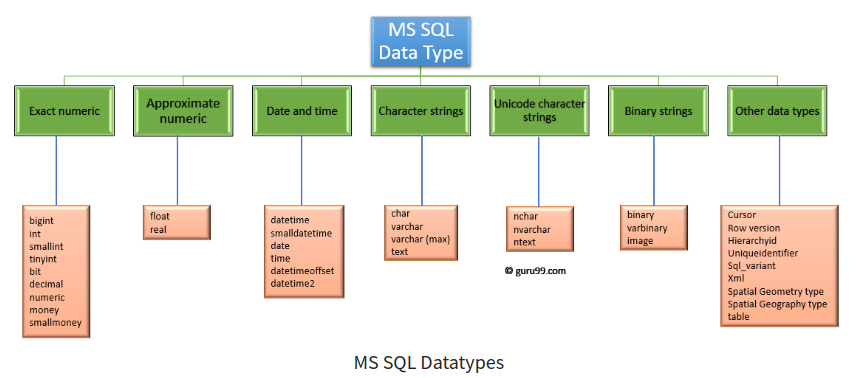 MS SQL
Data Type
Exact numeric
Approximate
numeric
Date and time
Character strings
Unicode character
strings
Binary strings
Other data types
bigint
int
smallint
tinyint
bit
decimal
numeric
money
smallmoney
float
real
datetime
smalldatetime
date
time
datetimeoffset
datetime2
char
varchar
varchar (max)
text
nchar
nvarchar
ntext
binary
varbinary
image
Cursor
Row version
Hierarchyid
Uniqueidentifier
Sql_variant
Xml
Spatial Geometry type
Spatial Geography type
table
© guru99.com
MS SQL Datatypes